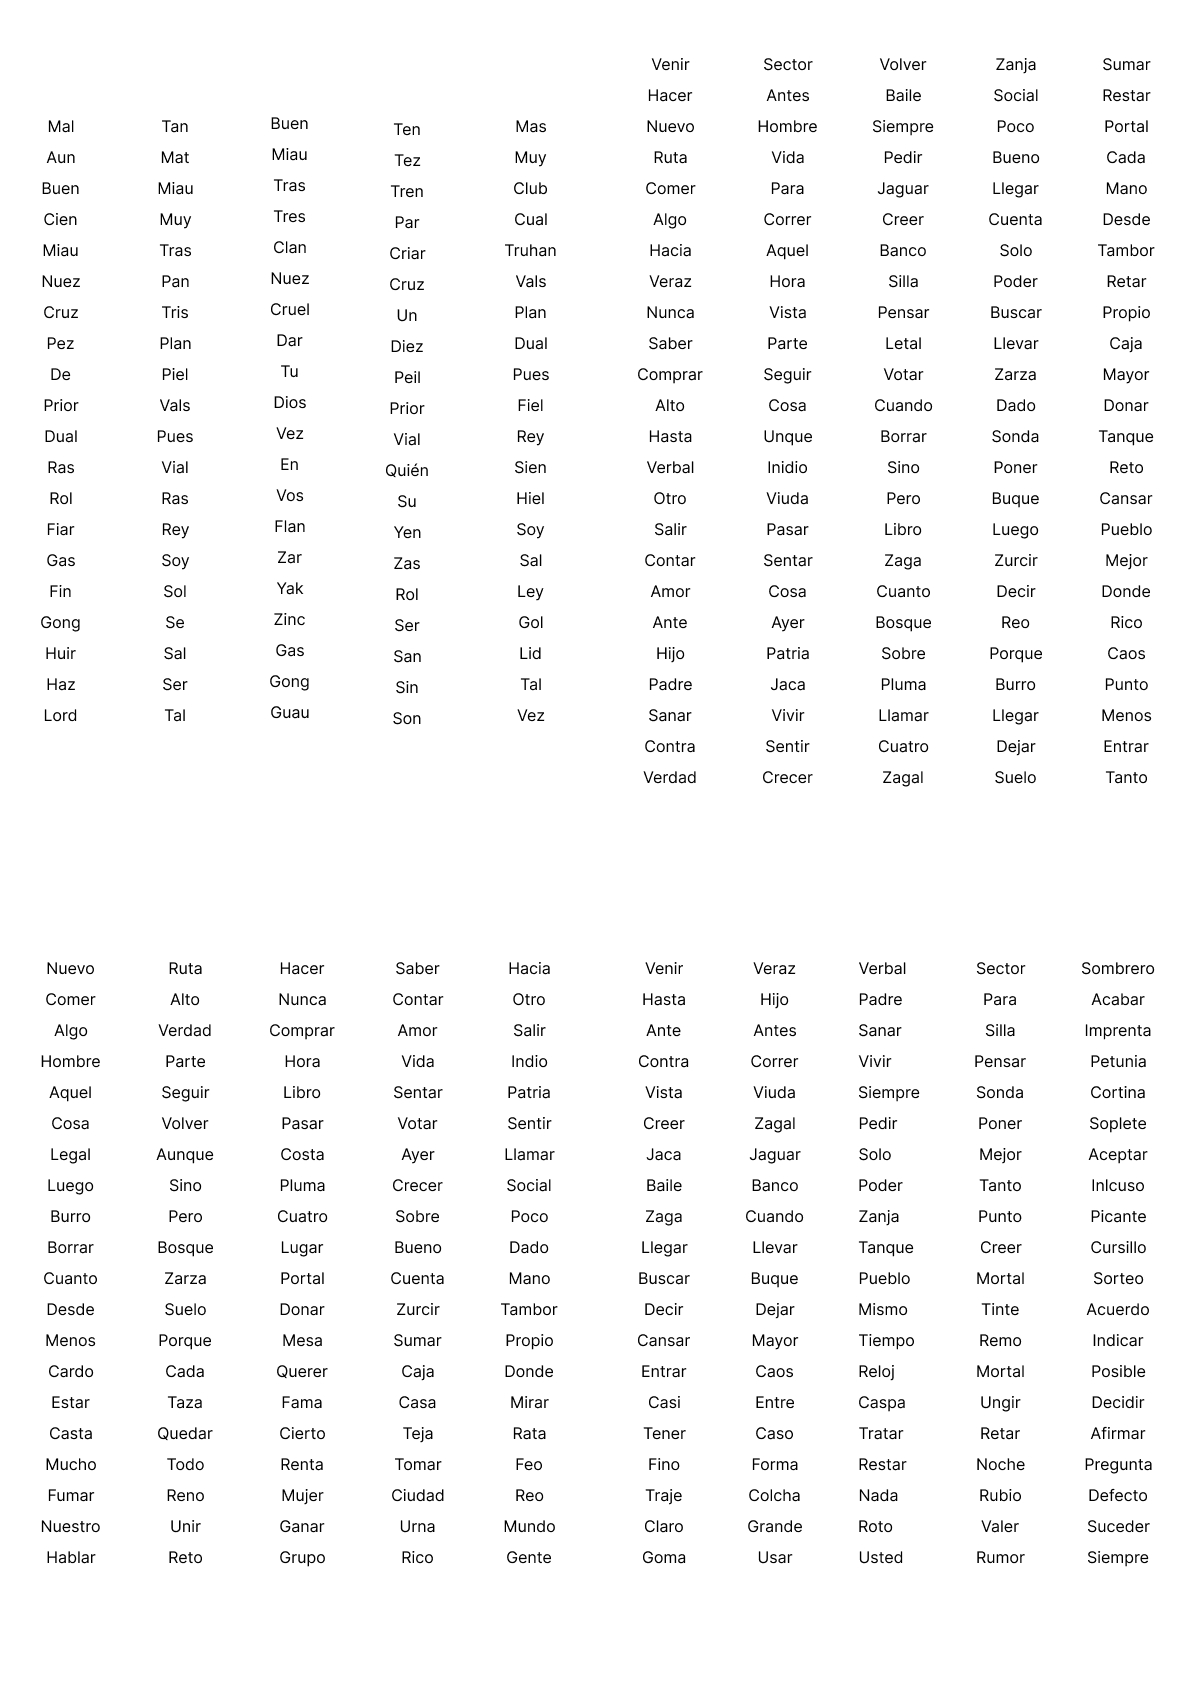 Venir Sector Volver Zanja Sumar
Hacer Antes Baile Social Restar
Mal Tan Buen Ten Mas Nuevo Hombre Siempre Poco Portal
Aun Mat Miau Tez Muy Ruta Vida Pedir Bueno Cada
Buen Miau Tras Tren Club Comer Para Jaguar Llegar Mano
Cien Muy Tres Par Cual Algo Correr Creer Cuenta Desde
Miau Tras Clan Criar Truhan Hacia Aquel Banco Solo Tambor
Nuez Pan Nuez Cruz Vals Veraz Hora Silla Poder Retar
Cruz Tris Cruel Un Plan Nunca Vista Pensar Buscar Propio
Pez Plan Dar Diez Dual Saber Parte Letal Llevar Caja
De Piel Tu Peil Pues Comprar Seguir Votar Zarza Mayor
Prior Vals Dios Prior Fiel Alto Cosa Cuando Dado Donar
Dual Pues Vez Vial Rey Hasta Unque Borrar Sonda Tanque
Ras Vial En Quién Sien Verbal Inidio Sino Poner Reto
Rol Ras Vos Su Hiel Otro Viuda Pero Buque Cansar
Fiar Rey Flan Yen Soy Salir Pasar Libro Luego Pueblo
Gas Soy Zar Zas Sal Contar Sentar Zaga Zurcir Mejor
Fin Sol Yak Rol Ley Amor Cosa Cuanto Decir Donde
Gong Se Zinc Ser Gol Ante Ayer Bosque Reo Rico
Huir Sal Gas San Lid Hijo Patria Sobre Porque Caos
Haz Ser Gong Sin Tal Padre Jaca Pluma Burro Punto
Lord Tal Guau Son Vez Sanar Vivir Llamar Llegar Menos
Contra Sentir Cuatro Dejar Entrar
Verdad Crecer Zagal Suelo Tanto
Nuevo Ruta Hacer Saber Hacia Venir Veraz Verbal Sector Sombrero
Comer Alto Nunca Contar Otro Hasta Hijo Padre Para Acabar
Algo Verdad Comprar Amor Salir Ante Antes Sanar Silla Imprenta
Hombre Parte Hora Vida Indio Contra Correr Vivir Pensar Petunia
Aquel Seguir Libro Sentar Patria Vista Viuda Siempre Sonda Cortina
Cosa Volver Pasar Votar Sentir Creer Zagal Pedir Poner Soplete
Legal Aunque Costa Ayer Llamar Jaca Jaguar Solo Mejor Aceptar
Luego Sino Pluma Crecer Social Baile Banco Poder Tanto Inlcuso
Burro Pero Cuatro Sobre Poco Zaga Cuando Zanja Punto Picante
Borrar Bosque Lugar Bueno Dado Llegar Llevar Tanque Creer Cursillo
Cuanto Zarza Portal Cuenta Mano Buscar Buque Pueblo Mortal Sorteo
Desde Suelo Donar Zurcir Tambor Decir Dejar Mismo Tinte Acuerdo
Menos Porque Mesa Sumar Propio Cansar Mayor Tiempo Remo Indicar
Cardo Cada Querer Caja Donde Entrar Caos Reloj Mortal Posible
Estar Taza Fama Casa Mirar Casi Entre Caspa Ungir Decidir
Casta Quedar Cierto Teja Rata Tener Caso Tratar Retar Afirmar
Mucho Todo Renta Tomar Feo Fino Forma Restar Noche Pregunta
Fumar Reno Mujer Ciudad Reo Traje Colcha Nada Rubio Defecto
Nuestro Unir Ganar Urna Mundo Claro Grande Roto Valer Suceder
Hablar Reto Grupo Rico Gente Goma Usar Usted Rumor Siempre